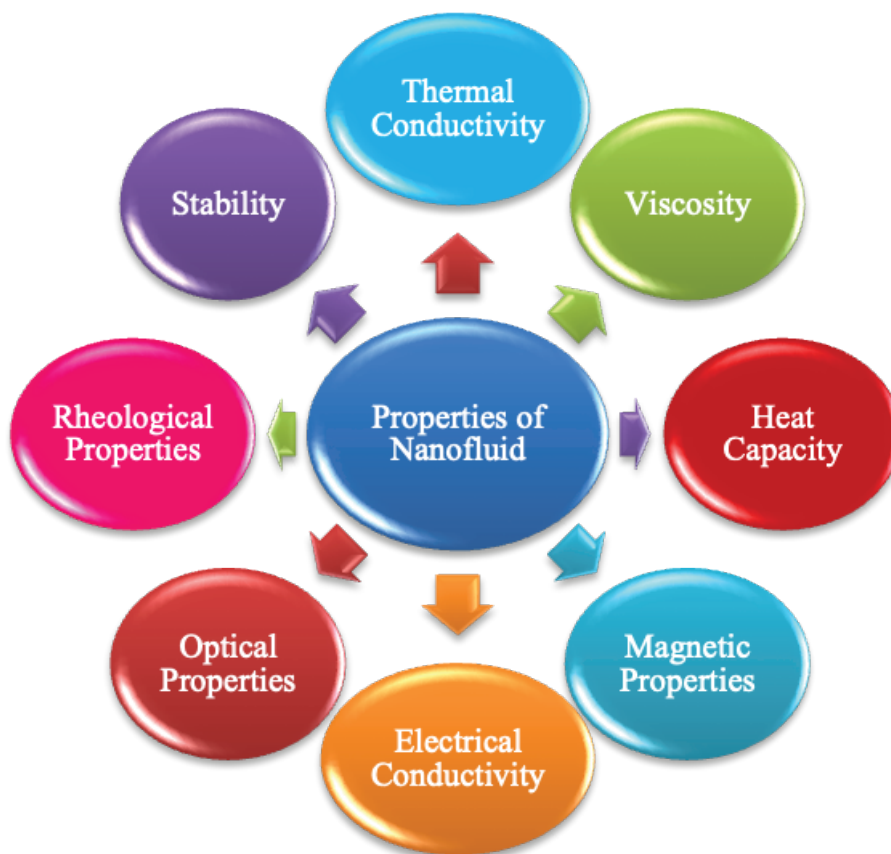 Thermal
Conductivity
Stability
Viscosity
Rheological
Properties
Properties of
Nanofluid
Heat
Capacity
Optical
Properties
Magnetic
Properties
Electrical
Conductivity